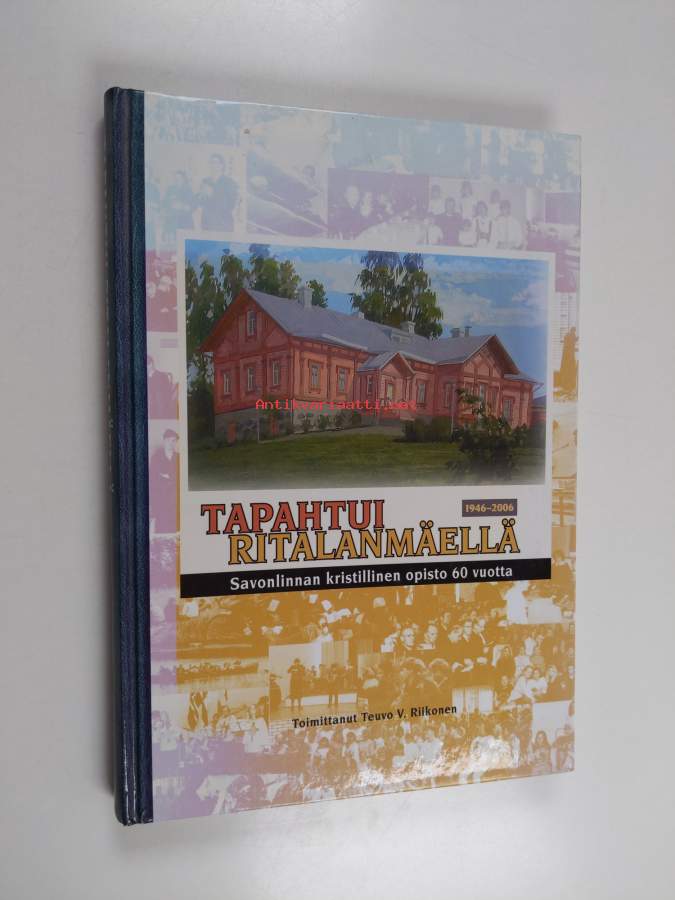 Antikvariaatti.net
TAPAHTUI
1946–2006
RITALANMÄELLÄ
Savonlinnan kristillinen opisto 60 vuotta
Toimittanut Teuvo V. Riikonen